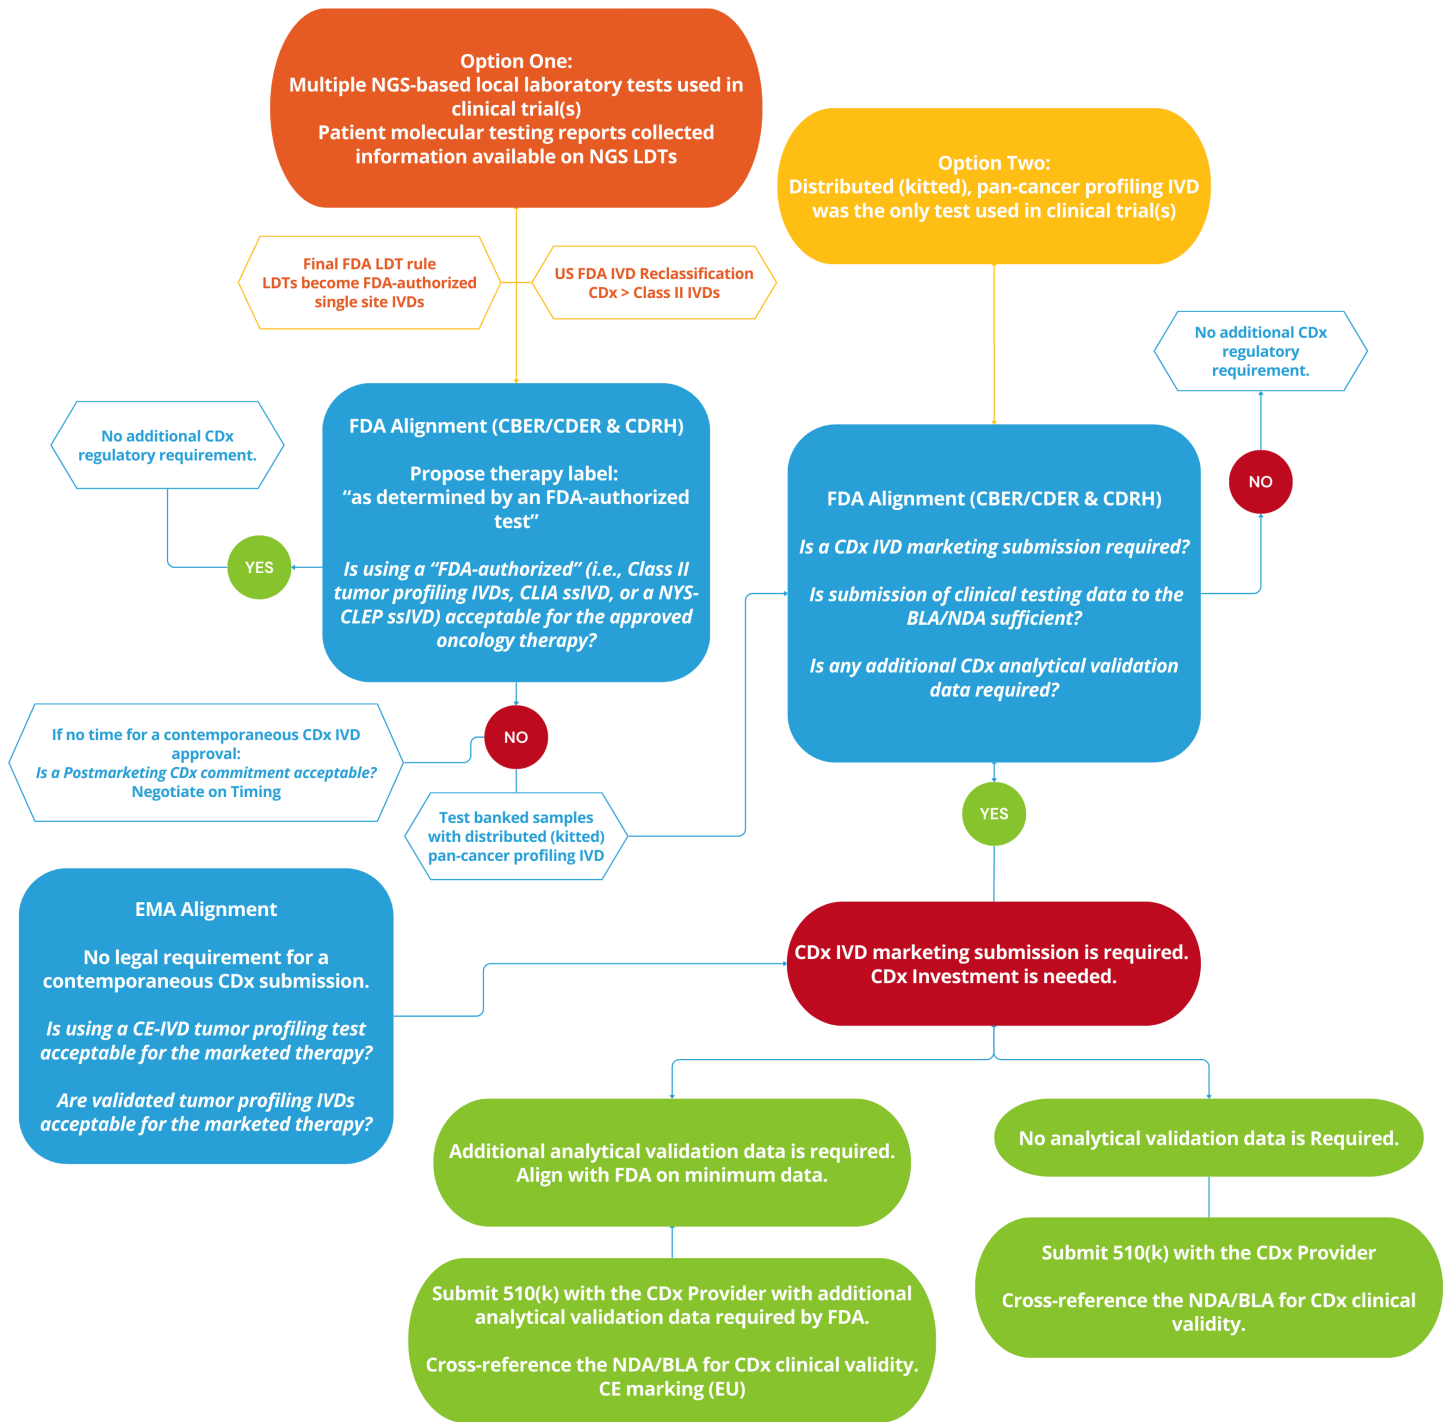 Option One:
Multiple NGS-based local laboratory tests used in
clinical trial(s)
Patient molecular testing reports collected
information available on NGS LDTs
Option Two:
Distributed (kitted), pan-cancer profiling IVD
was the only test used in clinical trial(s)
Final FDA LDT rule
LDTs become FDA-authorized
single site IVDs
US FDA IVD Reclassification
CDx > Class II IVDs
No additional CDx
regulatory
requirement.
NO
No additional CDx
regulatory requirement.
YES
FDA Alignment (CBER/CDER & CDRH)
Propose therapy label:
“as determined by an FDA-authorized
test”
Is using a “FDA-authorized” (i.e., Class II
tumor profiling IVDs, CLIA ssIVD, or a NYS-
CLEP ssIVD) acceptable for the approved
oncology therapy?
FDA Alignment (CBER/CDER & CDRH)
Is a CDx IVD marketing submission required?
Is submission of clinical testing data to the
BLA/NDA sufficient?
Is any additional CDx analytical validation
data required?
NO
If no time for a contemporaneous CDx IVD
approval:
Is a Postmarketing CDx commitment acceptable?
Negotiate on Timing
Test banked samples
with distributed (kitted)
pan-cancer profiling IVD
YES
EMA Alignment
No legal requirement for a
contemporaneous CDx submission.
Is using a CE-IVD tumor profiling test
acceptable for the marketed therapy?
Are validated tumor profiling IVDs
acceptable for the marketed therapy?
CDx IVD marketing submission is required.
CDx Investment is needed.
Additional analytical validation data is required.
Align with FDA on minimum data.
No analytical validation data is Required.
Submit 510(k) with the CDx Provider with additional
analytical validation data required by FDA.
Cross-reference the NDA/BLA for CDx clinical validity.
CE marking (EU)
Submit 510(k) with the CDx Provider
Cross-reference the NDA/BLA for CDx clinical
validity.